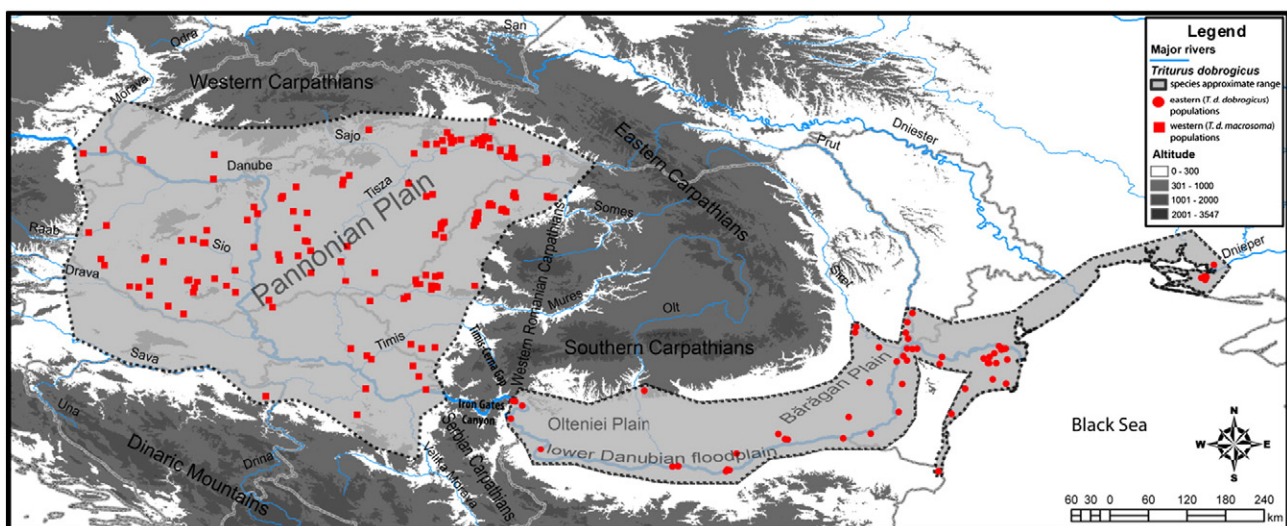 Odra
San
Morava
Western Carpathians
Sajo
Danube
Tisza
Pannonian Plain
Raab
Sio
Drava
Timis
Sava
Una
Drina
Dinaric Mountains
Eastern Carpathians
Somes
Western Romanian Carpathians
Mures
Olt
Southern Carpathians
Timis-Cerna Gap
Iron Gates
Canyon
Serbian Carpathians
Velika Morava
Olteniei Plain
lower Danubian floodplain
Bărăgan Plain
Siret
Prut
Dniester
Dnieper
Black Sea
Legend
Major rivers
Triturus dobrogicus
species approximate range
eastern (T. d. dobrogicus)
populations
western (T. d. macrosoma)
populations
Altitude
0 - 300
301 - 1000
1001 - 2000
2001 - 3547
N
W E
S
60 30 0 60 120 180 240
km